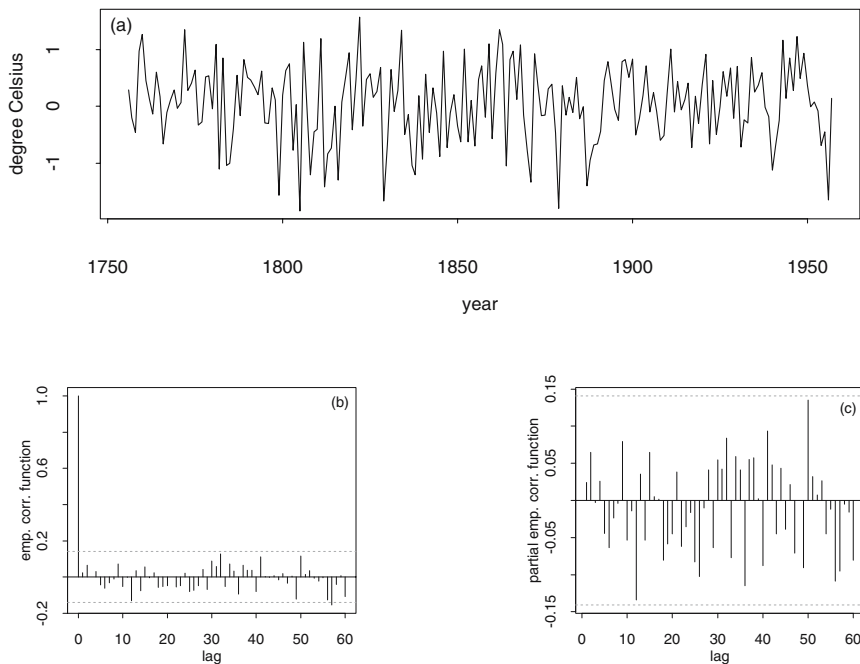 (a)
degree Celsius
1
0
-1
1750 1800 1850 1900 1950
year
(b)
emp. corr. function
1.0
0.6
0.2
-0.2
0 10 20 30 40 50 60
lag
(c)
partial emp. corr. function
0.15
0.05
-0.05
-0.15
0 10 20 30 40 50 60
lag